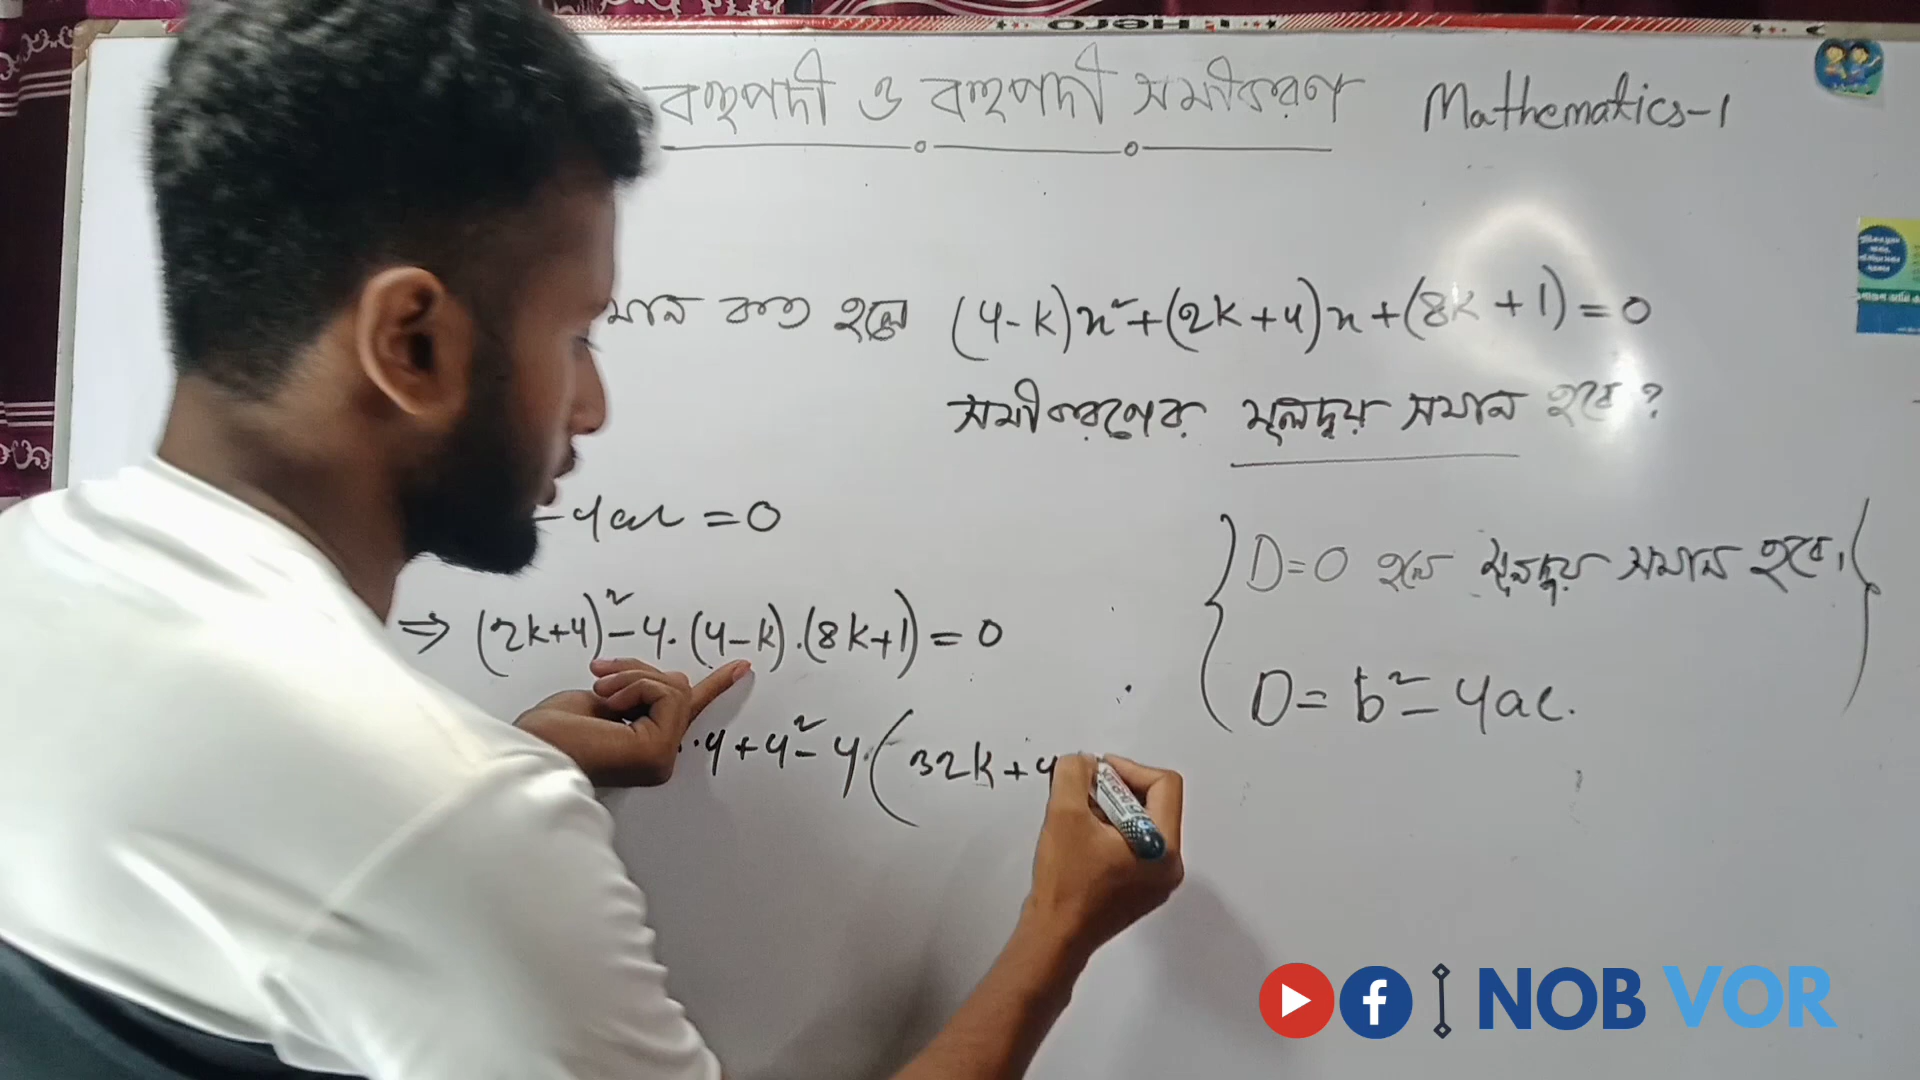 বহুপদী ও বহুপদী সমীকরণ Mathematics-1
মান কত হলে (4-k)x²+(2k+4)x+(8k+1)=0
সমীকরণের মূলদ্বয় সমান হবে?
-4ac=0
⇒(2k+4)²-4.(4-k).(8k+1)=0
.4+4²-4.(32k+4
D=0 হলে মূলদ্বয় সমান হবে।
D=b²-4ac.
NOB VOR